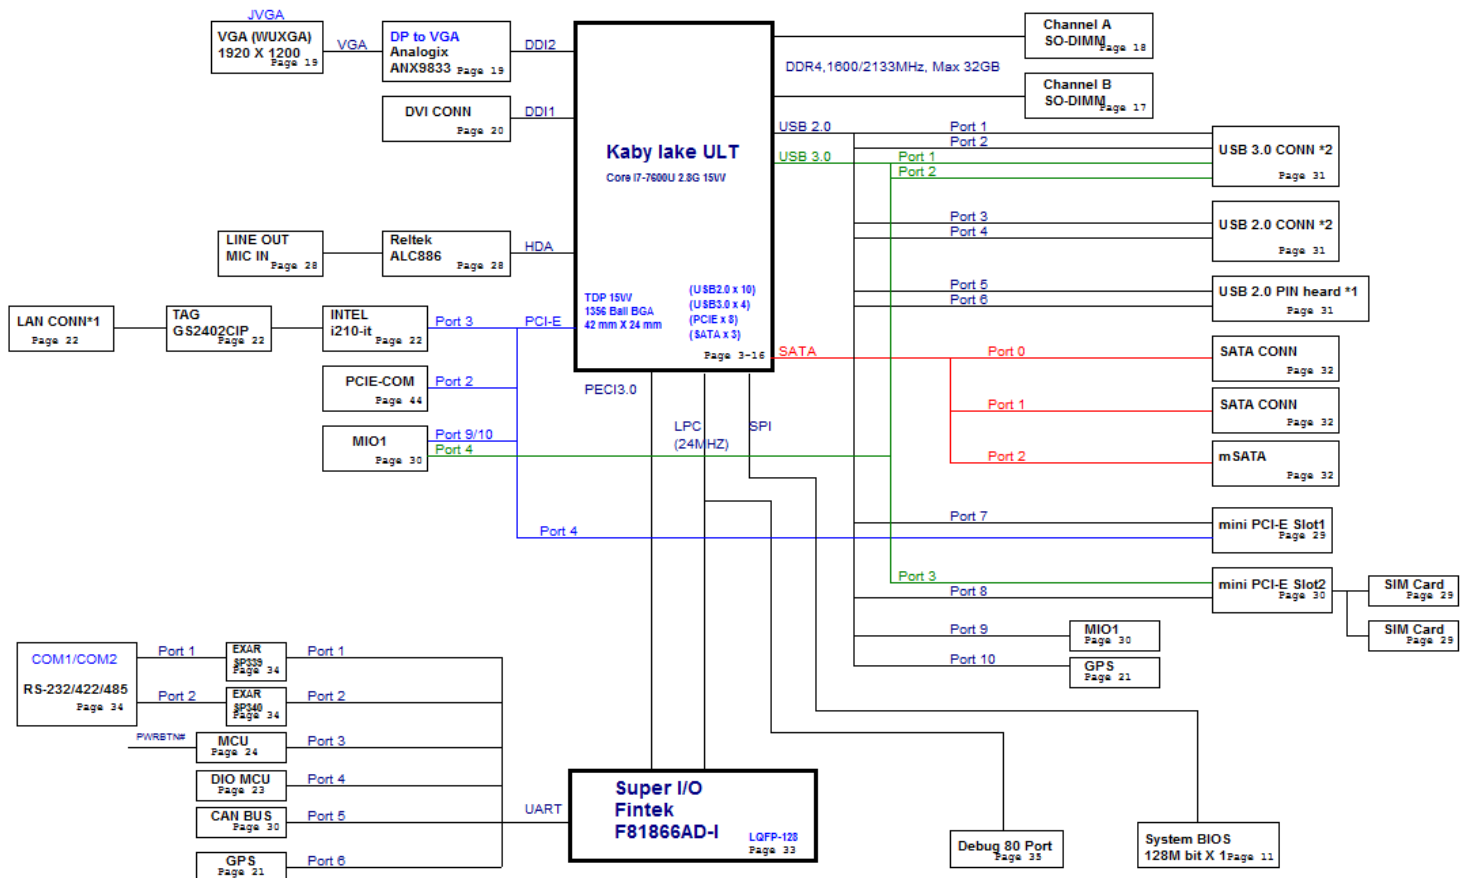 JVGA
VGA (WUXGA)
1920 X 1200
Page 19
VGA
DP to VGA
Analogix
ANX9833 Page 19
DDI2
DVI CONN
Page 20
DDI1
Kaby lake ULT
Core I7-7600U 2.8G 15W
TDP 15W
1356 Ball BGA
42 mm X 24 mm
(USB2.0 x 10)
(USB3.0 x 4)
(PCIE x 8)
(SATA x 3)
Page 3-16
Channel A
SO-DIMM
Page 18
DDR4,1600/2133MHz, Max 32GB
Channel B
SO-DIMM
Page 17
USB 2.0
Port 1
Port 2
USB 3.0
Port 1
Port 2
USB 3.0 CONN *2
Page 31
Port 3
Port 4
USB 2.0 CONN *2
Page 31
Port 5
Port 6
USB 2.0 PIN heard *1
Page 31
LINE OUT
MIC IN
Page 28
Reltek
ALC886
Page 28
HDA
LAN CONN*1
Page 22
TAG
GS2402CIP
Page 22
INTEL
i210-it
Page 22
Port 3
PCI-E
PCIE-COM
Page 44
Port 2
MIO1
Page 30
Port 9/10
Port 4
Port 4
PECI3.0
LPC
(24MHZ)
SPI
SATA
Port 0
SATA CONN
Page 32
Port 1
SATA CONN
Page 32
Port 2
mSATA
Page 32
Port 7
mini PCI-E Slot1
Page 29
Port 3
Port 8
mini PCI-E Slot2
Page 30
SIM Card
Page 29
SIM Card
Page 29
Port 9
MIO1
Page 30
Port 10
GPS
Page 21
COM1/COM2
RS-232/422/485
Page 34
Port 1
EXAR
SP339
Page 34
Port 1
Port 2
EXAR
SP340
Page 34
Port 2
PWRBTN#
MCU
Page 24
Port 3
DIO MCU
Page 23
Port 4
CAN BUS
Page 30
Port 5
GPS
Page 21
Port 6
UART
Super I/O
Fintek
F81866AD-I
LQFP-128
Page 33
Debug 80 Port
Page 35
System BIOS
128M bit X 1Page 11